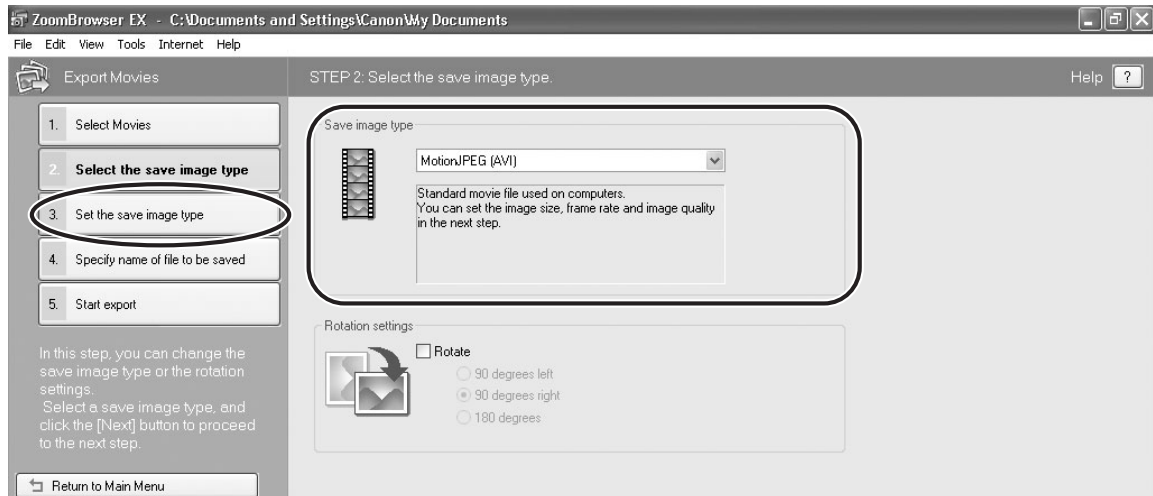 ZoomBrowser EX - C:\Documents and Settings\Canon\My Documents
File Edit View Tools Internet Help
Export Movies
STEP 2: Select the save image type.
Help ?
1. Select Movies
2. Select the save image type
3. Set the save image type
4. Specify name of file to be saved
5. Start export
In this step, you can change the
save image type or the rotation
settings.
Select a save image type, and
click the [Next] button to proceed
to the next step.
Return to Main Menu
Save image type
MotionJPEG (AVI)
Standard movie file used on computers.
You can set the image size, frame rate and image quality
in the next step.
Rotation settings
Rotate
90 degrees left
90 degrees right
180 degrees